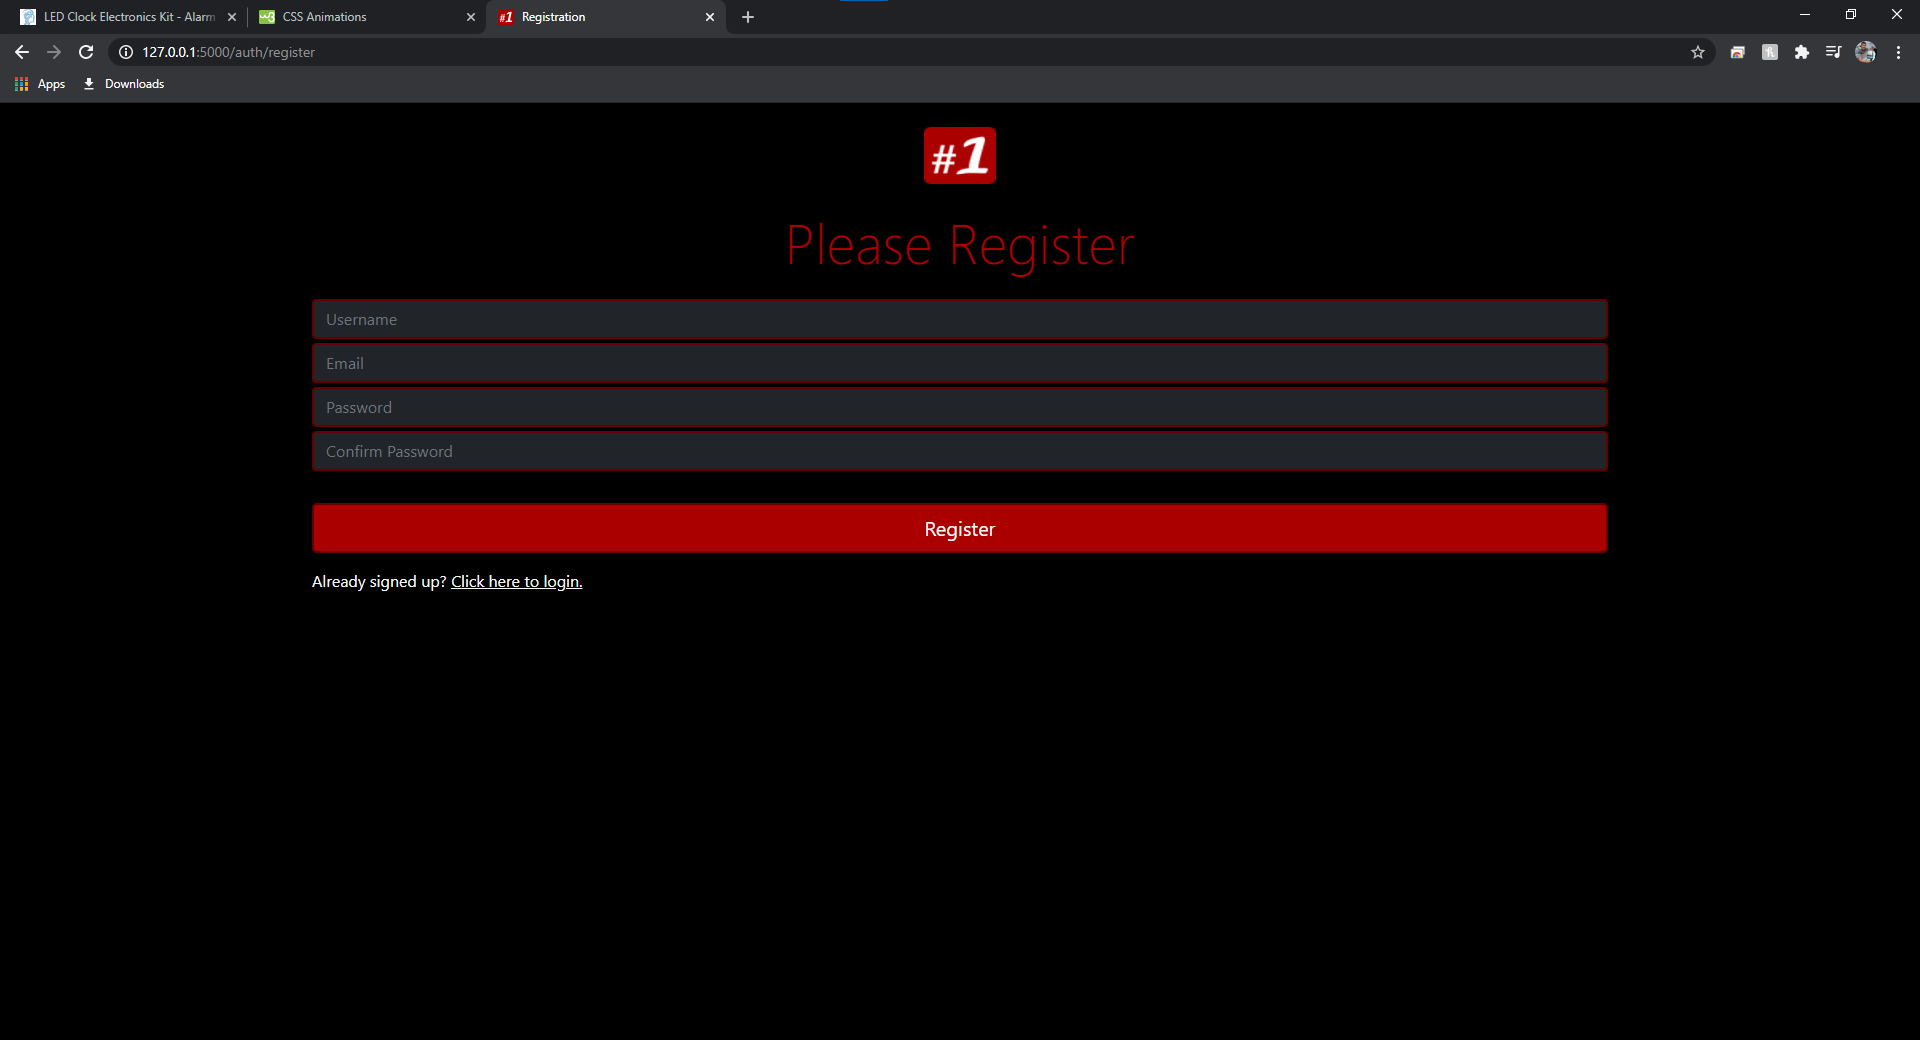 LED Clock Electronics Kit - Alarm
CSS Animations
#1 Registration
127.0.0.1:5000/auth/register
Apps
Downloads
#1
Please Register
Username
Email
Password
Confirm Password
Register
Already signed up? Click here to login.